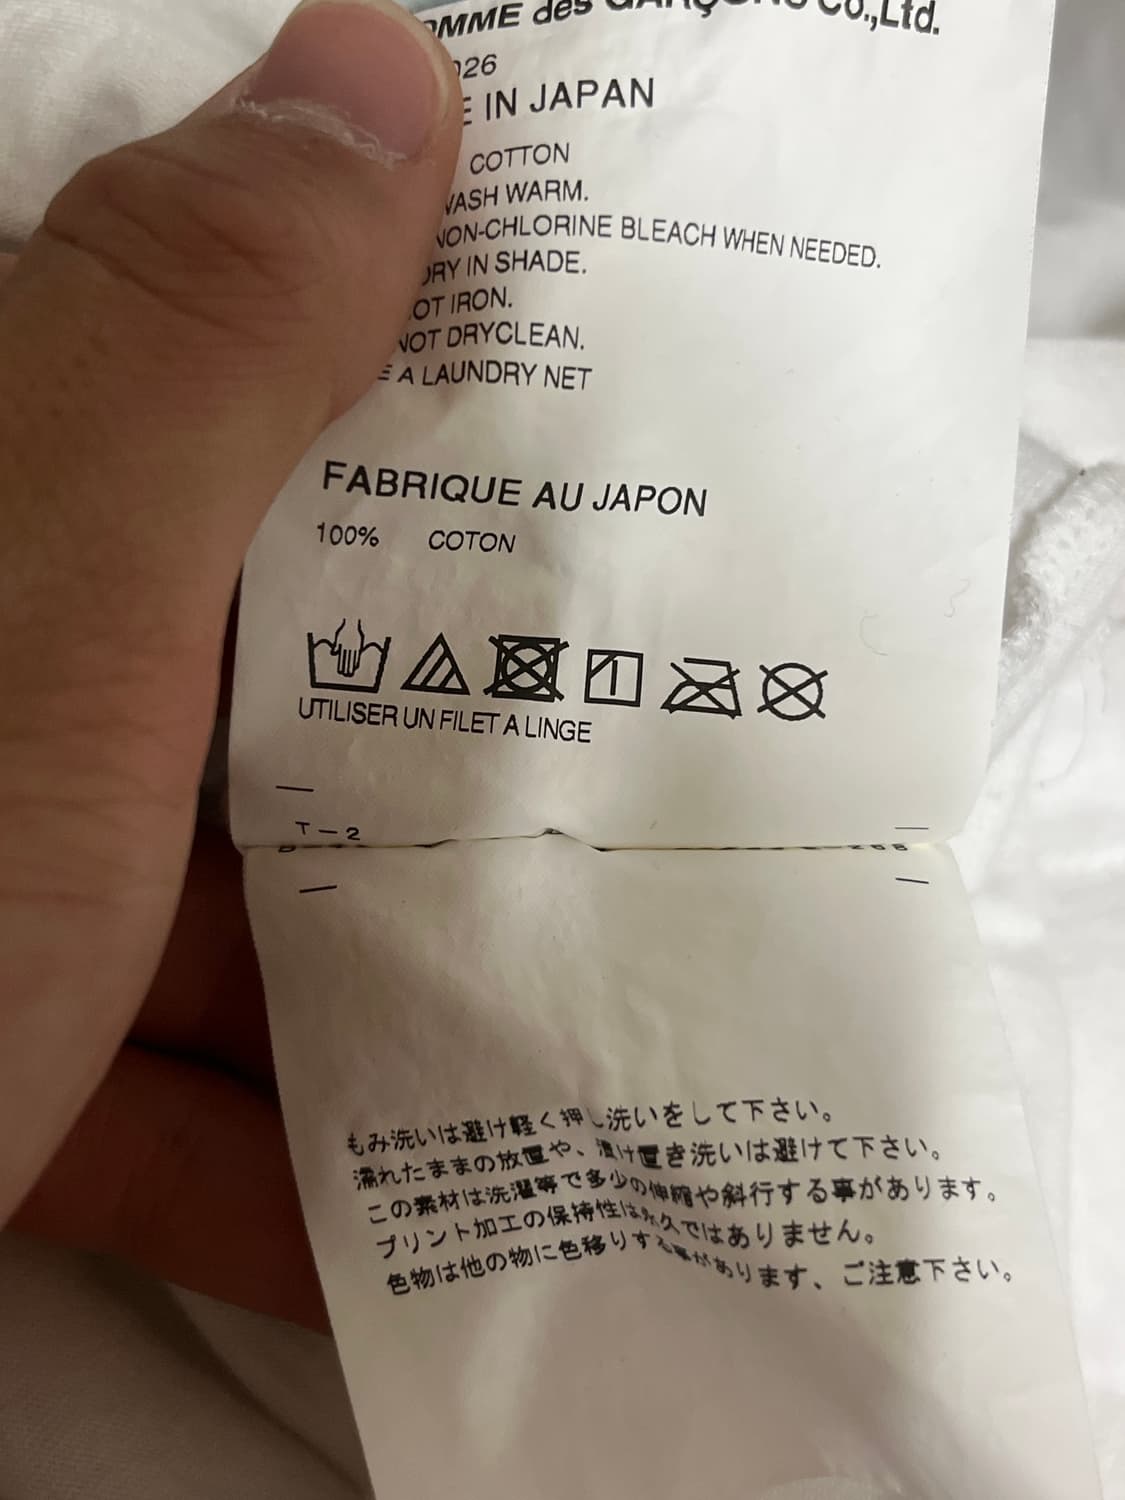 des GARÇONS Co.,Ltd.
IN JAPAN
COTTON
WARM.
NON-CHLORINE BLEACH WHEN NEEDED.
DRY IN SHADE.
IRON.
NOT DRYCLEAN.
A LAUNDRY NET
FABRIQUE AU JAPON
100% COTON
1
UTILISER UN FILET A LINGE
T-2
もみ洗いは避け軽く押し洗いをして下さい。
濡れたままの放置や、漬け置き洗いは避けて下さい。
この素材は洗濯等で多少の伸縮や斜行する事があります。
プリント加工の保持性は永久ではありません。
色物は他の物に色移りする事があります、ご注意下さい。